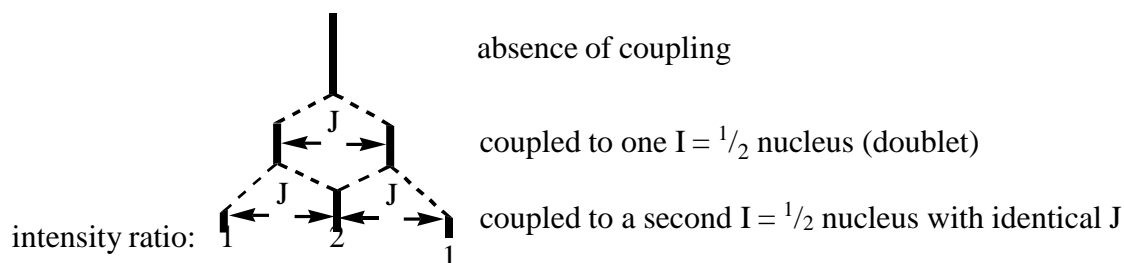 absence of coupling
J
coupled to one I = 1/2 nucleus (doublet)
J J
coupled to a second I = 1/2 nucleus with identical J
intensity ratio: 1 2 1